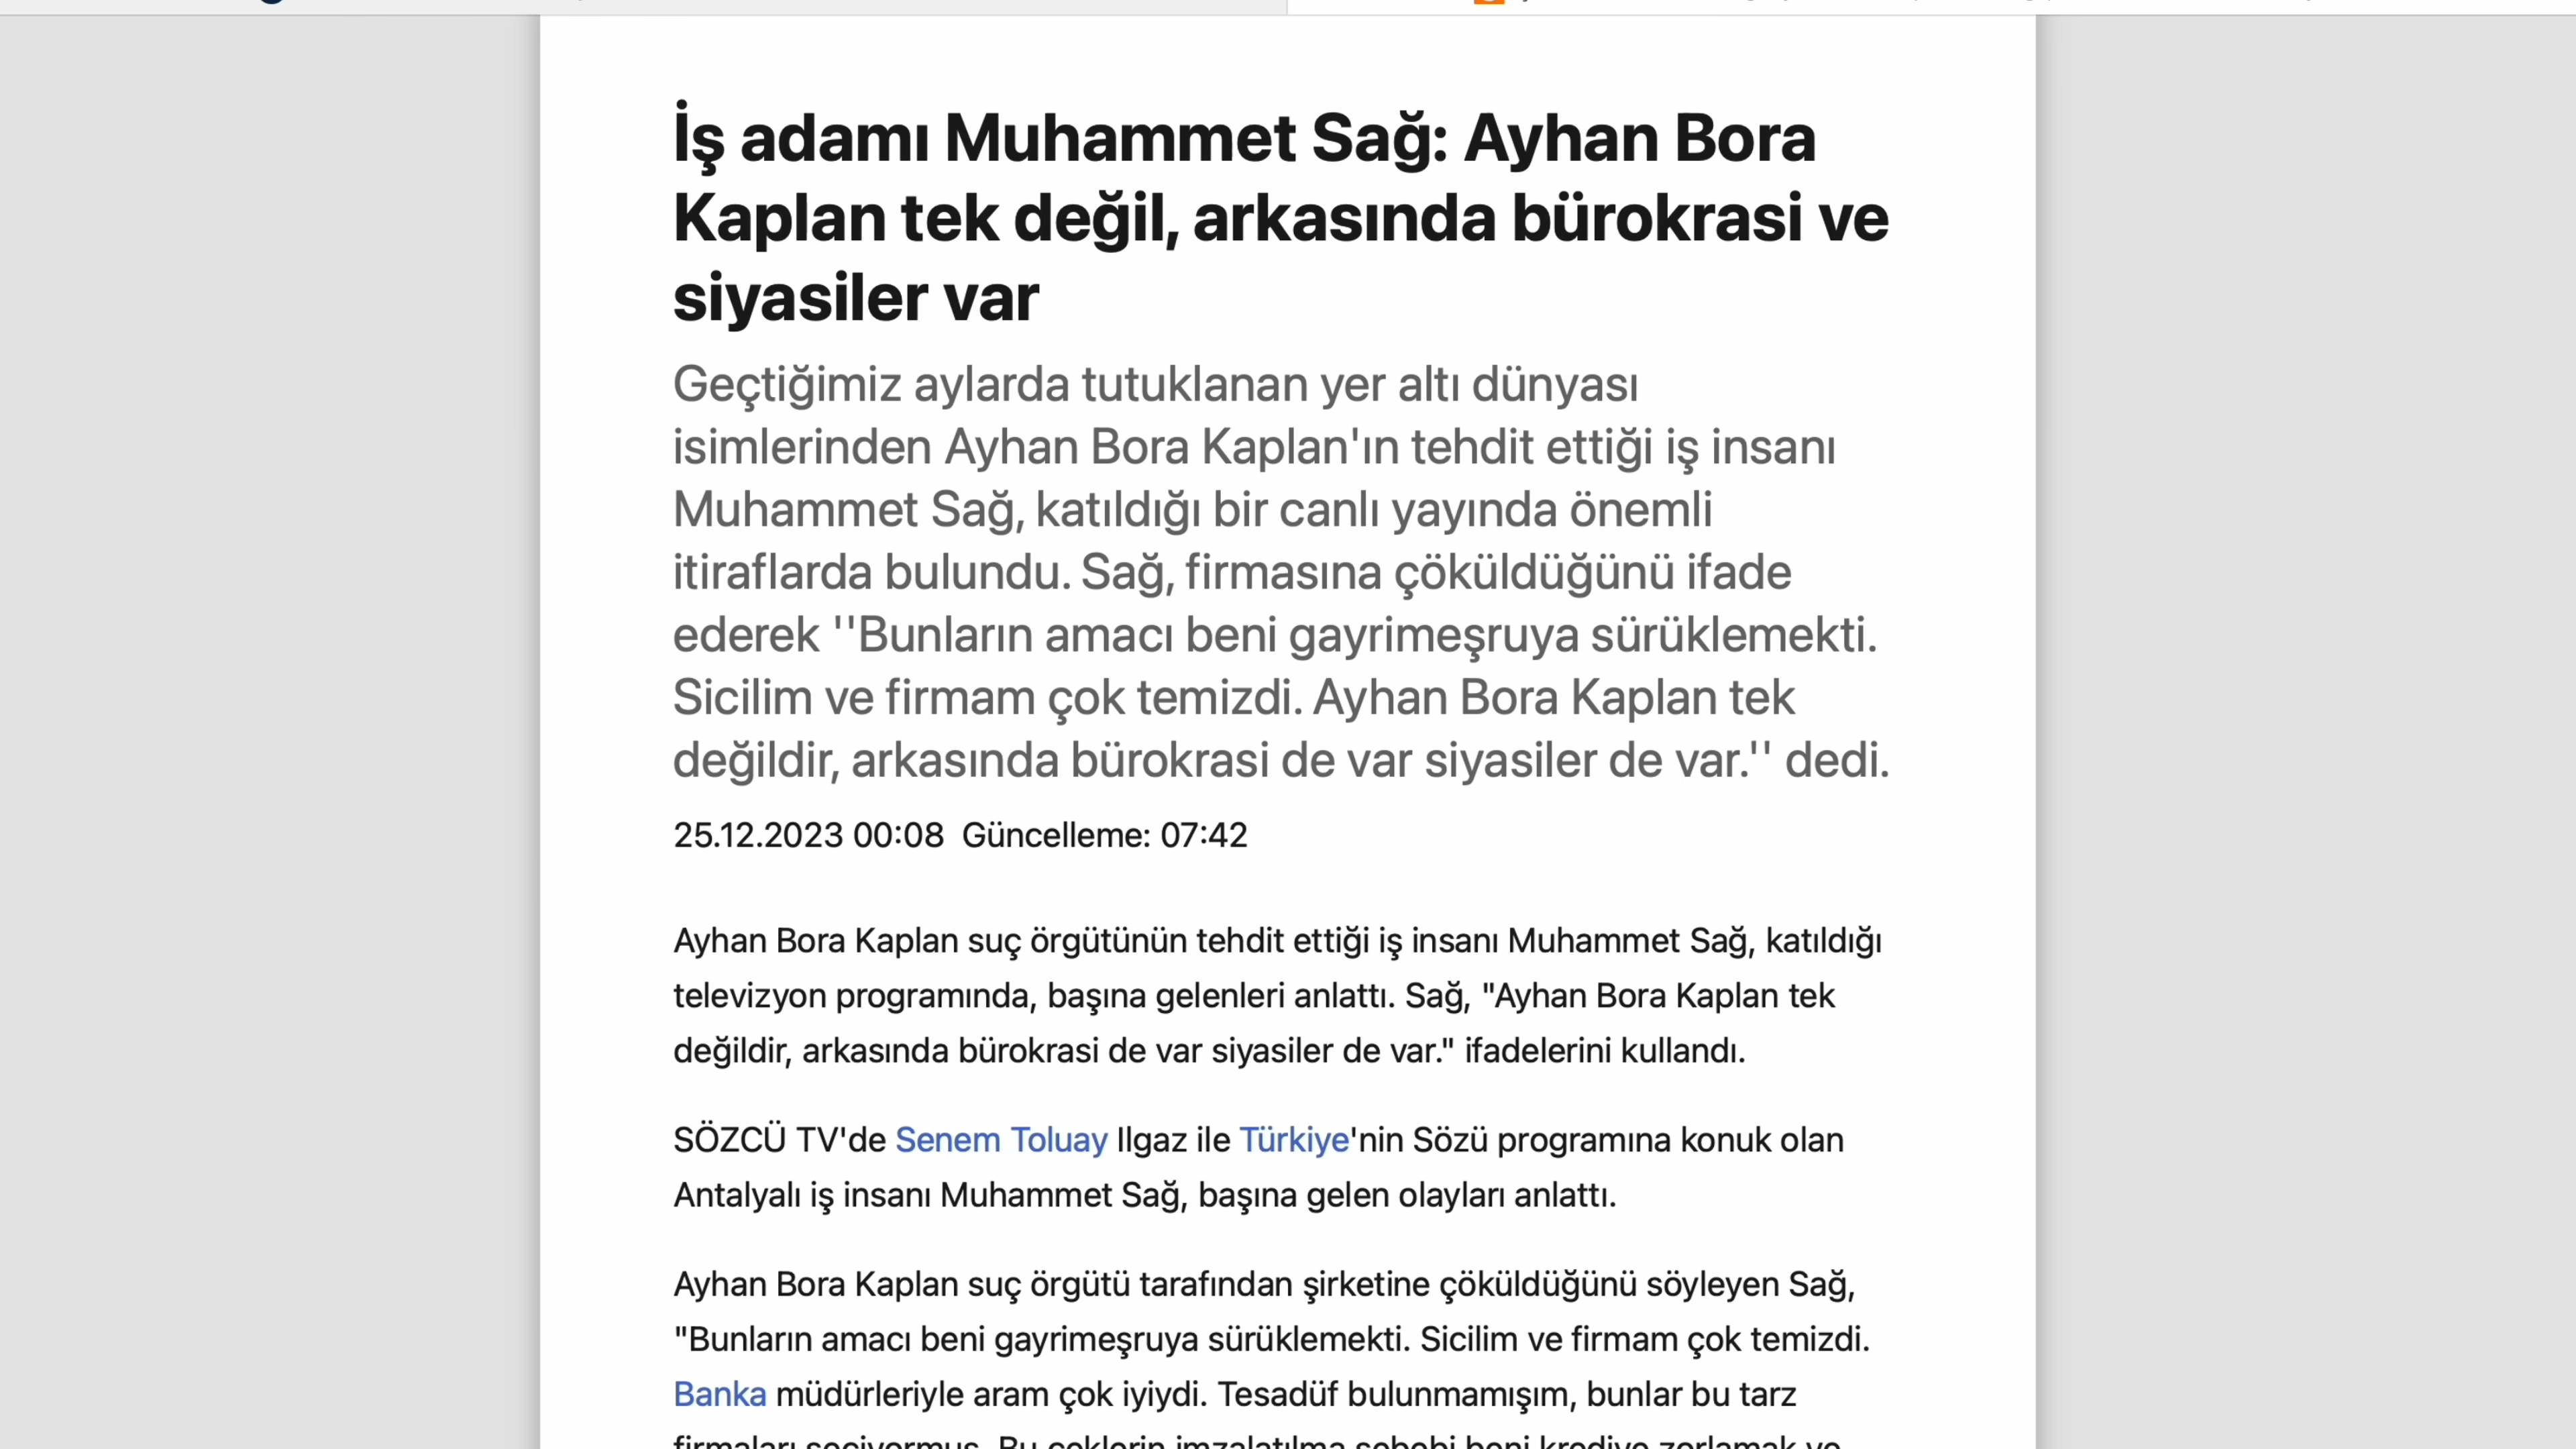 İş adamı Muhammet Sağ: Ayhan Bora
Kaplan tek değil, arkasında bürokrasi ve
siyasiler var
Geçtiğimiz aylarda tutuklanan yer altı dünyası
isimlerinden Ayhan Bora Kaplan'ın tehdit ettiği iş insanı
Muhammet Sağ, katıldığı bir canlı yayında önemli
itiraflarda bulundu. Sağ, firmasına çöküldüğünü ifade
ederek ''Bunların amacı beni gayrimeşruya sürüklemekti.
Sicilim ve firmam çok temizdi. Ayhan Bora Kaplan tek
değildir, arkasında bürokrasi de var siyasiler de var.'' dedi.
25.12.2023 00:08 Güncelleme: 07:42
Ayhan Bora Kaplan suç örgütünün tehdit ettiği iş insanı Muhammet Sağ, katıldığı
televizyon programında, başına gelenleri anlattı. Sağ, "Ayhan Bora Kaplan tek
değildir, arkasında bürokrasi de var siyasiler de var." ifadelerini kullandı.
SÖZCÜ TV'de Senem Toluay Ilgaz ile Türkiye'nin Sözü programına konuk olan
Antalyalı iş insanı Muhammet Sağ, başına gelen olayları anlattı.
Ayhan Bora Kaplan suç örgütü tarafından şirketine çöküldüğünü söyleyen Sağ,
"Bunların amacı beni gayrimeşruya sürüklemekti. Sicilim ve firmam çok temizdi.
Banka müdürleriyle aram çok iyiydi. Tesadüf bulunmamışım, bunlar bu tarz
firmaları seçiyormuş. Bu çeklerin imzalatılma sebebi beni krediye zorlamak ve